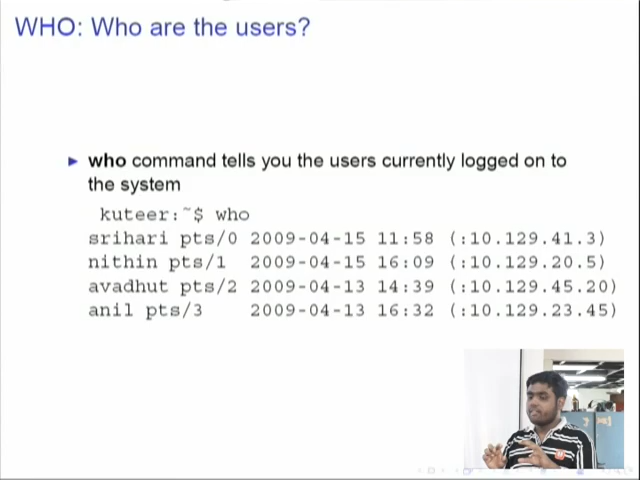 WHO: Who are the users?
► who command tells you the users currently logged on to
the system
kuteer:~$ who
srihari pts/0 2009-04-15 11:58 (:10.129.41.3)
nithin pts/1 2009-04-15 16:09 (:10.129.20.5)
avadhut pts/2 2009-04-13 14:39 (:10.129.45.20)
anil pts/3 2009-04-13 16:32 (:10.129.23.45)